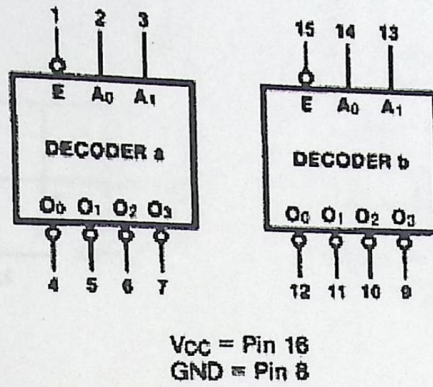 1 2 3
15 14 13
E A0 A1
E A0 A1
DECODER a
DECODER b
O0 O1 O2 O3
O0 O1 O2 O3
4 5 6 7
12 11 10 9
VCC = Pin 16
GND = Pin 8